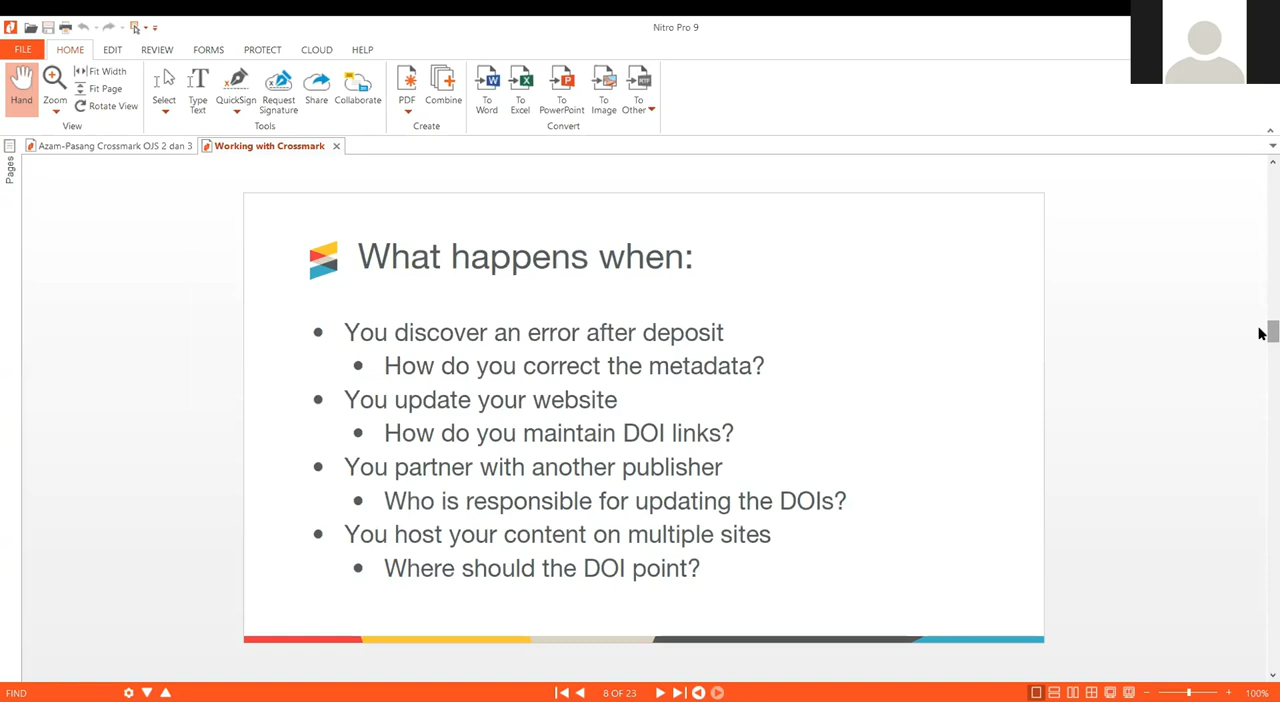 Nitro Pro 9
FILE HOME EDIT REVIEW FORMS PROTECT CLOUD HELP
Hand
Zoom
Fit Width
Fit Page
Rotate View
View
Select
Type Text
QuickSign
Request Signature
Share
Collaborate
Tools
PDF
Combine
Create
To Word
To Excel
To PowerPoint
To Image
To Other
Convert
Pages
Azam-Pasang Crossmark OJS 2 dan 3
Working with Crossmark
What happens when:
• You discover an error after deposit
• How do you correct the metadata?
• You update your website
• How do you maintain DOI links?
• You partner with another publisher
• Who is responsible for updating the DOIs?
• You host your content on multiple sites
• Where should the DOI point?
FIND
8 OF 23
100%